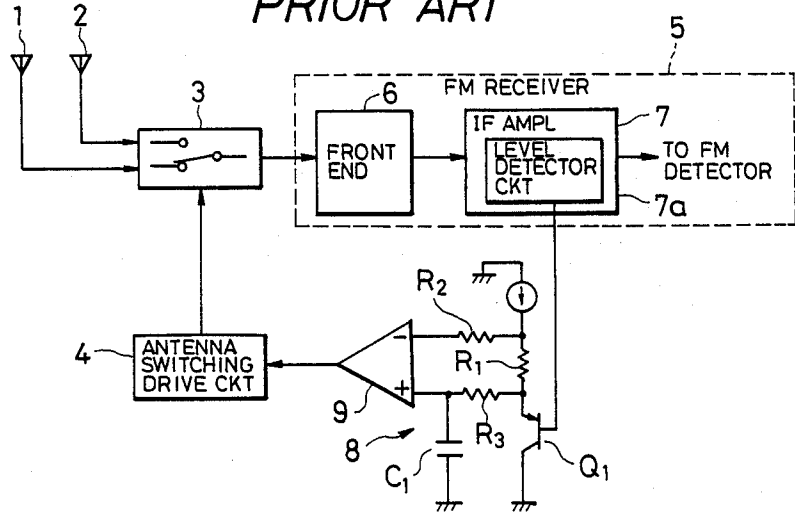 PRIOR ART
1
2
3
5
FM RECEIVER
6
FRONT
END
IF AMPL
LEVEL
DETECTOR
CKT
7
7a
TO FM
DETECTOR
4
ANTENNA
SWITCHING
DRIVE CKT
R2
R1
R3
−
+
9
8
C1
Q1